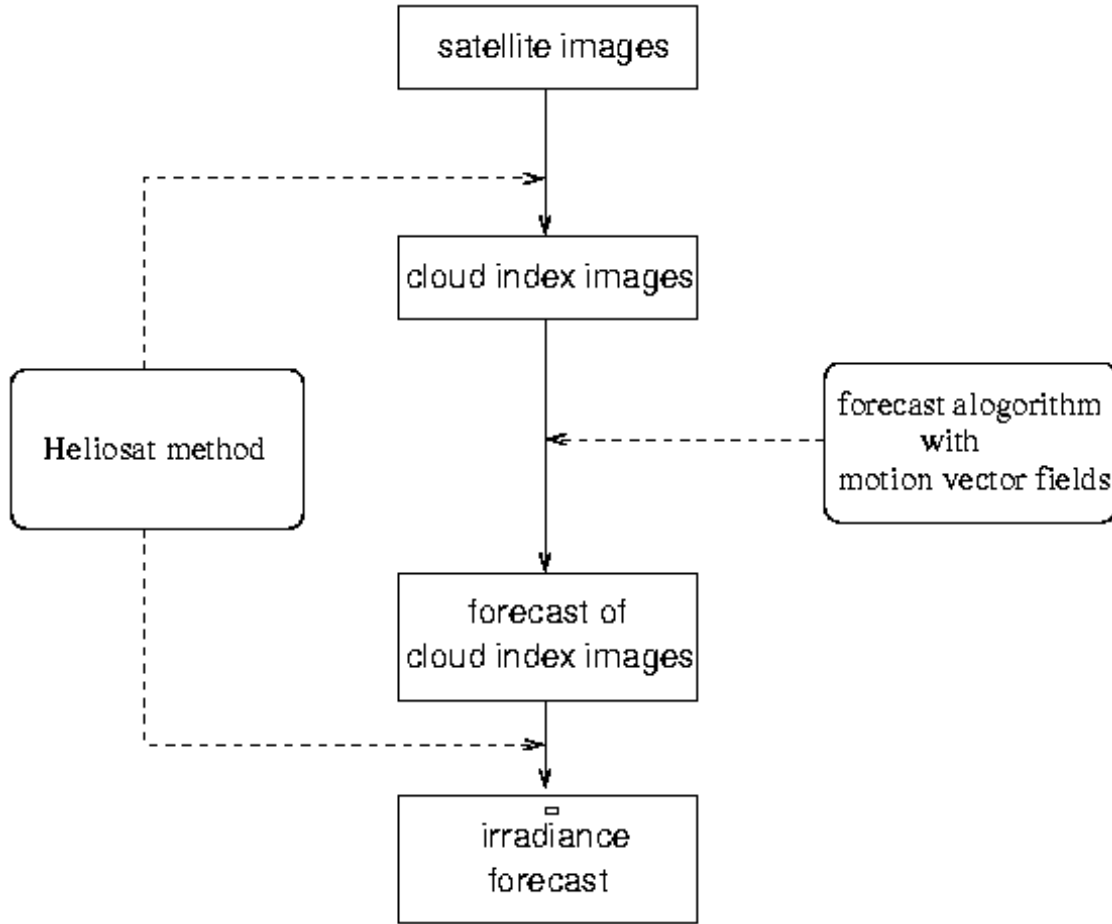 satellite images
cloud index images
Heliosat method
forecast alogorithm
with
motion vector fields
forecast of
cloud index images
irradiance
forecast